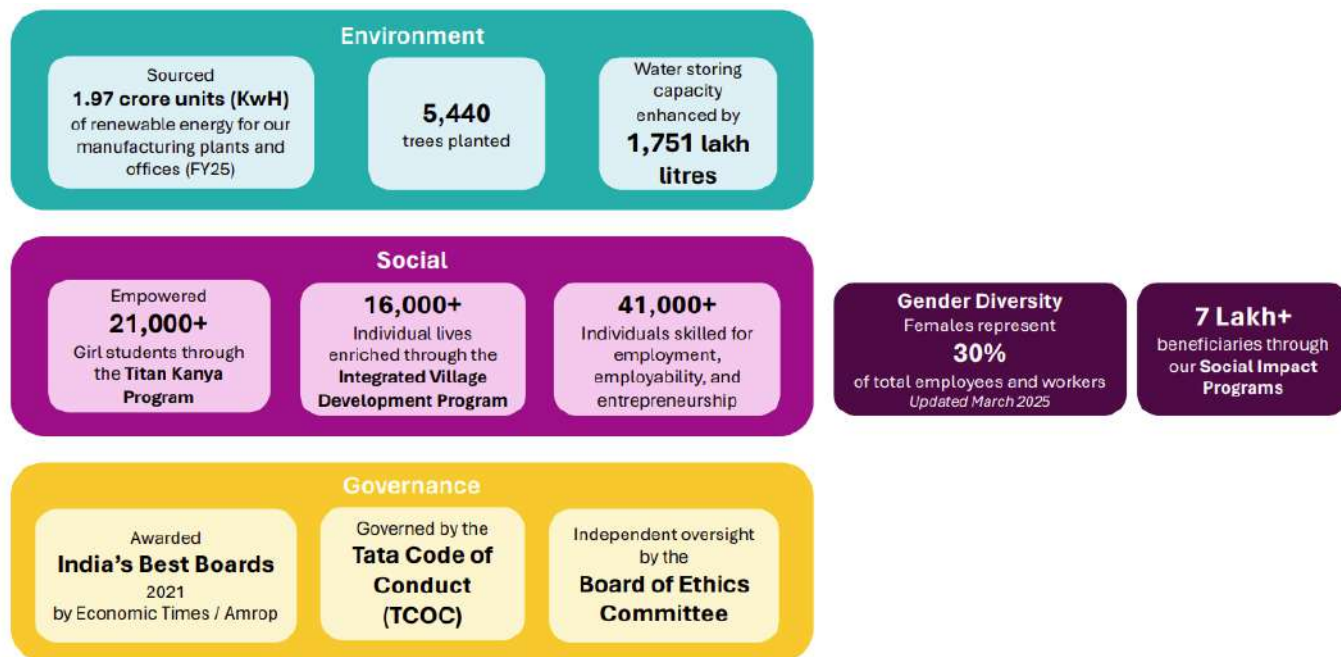 Environment
Sourced
1.97 crore units (KwH)
of renewable energy for our
manufacturing plants and
offices (FY25)
5,440
trees planted
Water storing
capacity
enhanced by
1,751 lakh
litres
Social
Empowered
21,000+
Girl students through
the Titan Kanya
Program
16,000+
Individual lives
enriched through the
Integrated Village
Development Program
41,000+
Individuals skilled for
employment,
employability, and
entrepreneurship
Gender Diversity
Females represent
30%
of total employees and workers
Updated March 2025
7 Lakh+
beneficiaries through
our Social Impact
Programs
Governance
Awarded
India's Best Boards
2021
by Economic Times / Amrop
Governed by the
Tata Code of
Conduct
(TCOC)
Independent oversight
by the
Board of Ethics
Committee